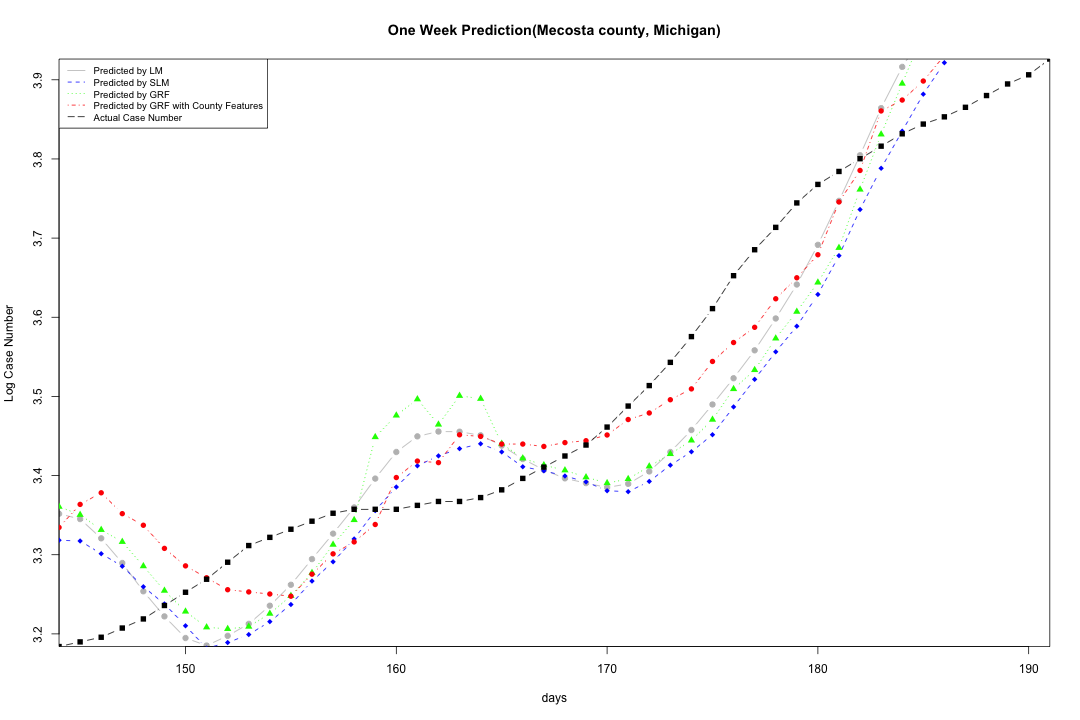 One Week Prediction(Mecosta county, Michigan)
Predicted by LM
Predicted by SLM
Predicted by GRF
Predicted by GRF with County Features
Actual Case Number
3.9
3.8
3.7
3.6
3.5
3.4
3.3
3.2
Log Case Number
150 160 170 180 190
days